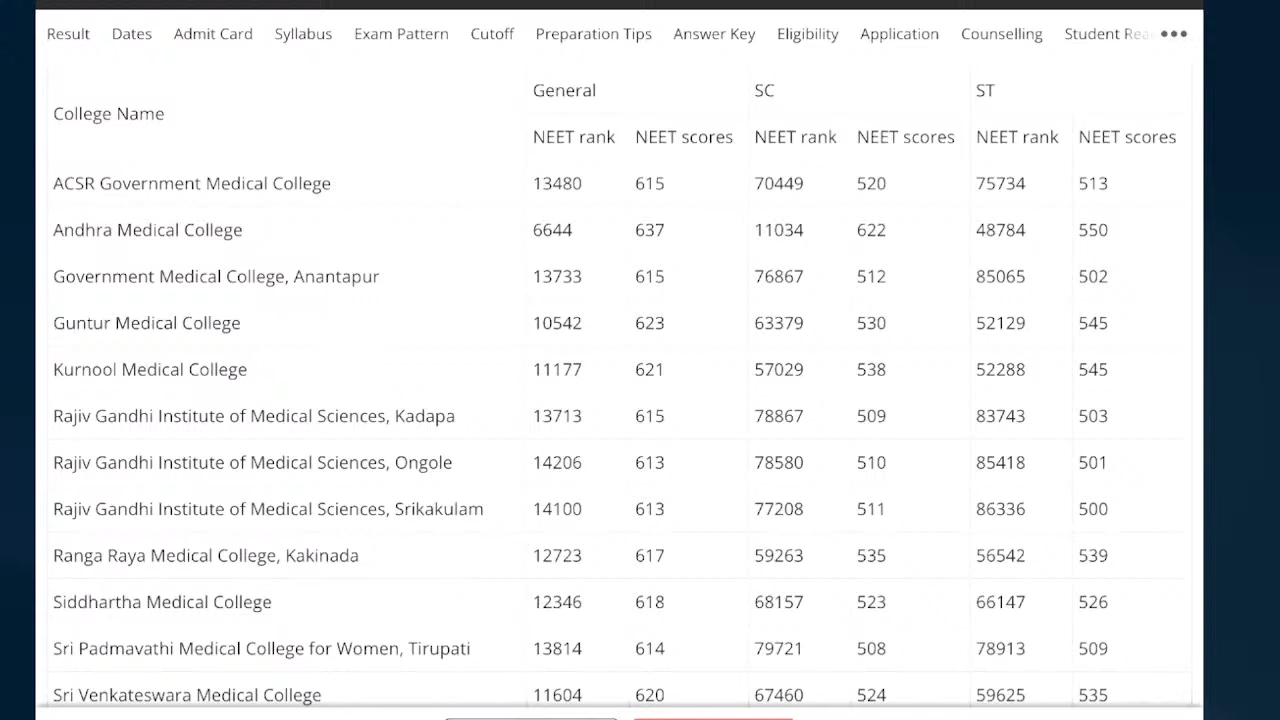 Result Dates Admit Card Syllabus Exam Pattern Cutoff Preparation Tips Answer Key Eligibility Application Counselling Student
General SC ST
College Name
NEET rank NEET scores NEET rank NEET scores NEET rank NEET scores
ACSR Government Medical College 13480 615 70449 520 75734 513
Andhra Medical College 6644 637 11034 622 48784 550
Government Medical College, Anantapur 13733 615 76867 512 85065 502
Guntur Medical College 10542 623 63379 530 52129 545
Kurnool Medical College 11177 621 57029 538 52288 545
Rajiv Gandhi Institute of Medical Sciences, Kadapa 13713 615 78867 509 83743 503
Rajiv Gandhi Institute of Medical Sciences, Ongole 14206 613 78580 510 85418 501
Rajiv Gandhi Institute of Medical Sciences, Srikakulam 14100 613 77208 511 86336 500
Ranga Raya Medical College, Kakinada 12723 617 59263 535 56542 539
Siddhartha Medical College 12346 618 68157 523 66147 526
Sri Padmavathi Medical College for Women, Tirupati 13814 614 79721 508 78913 509
Sri Venkateswara Medical College 11604 620 67460 524 59625 535